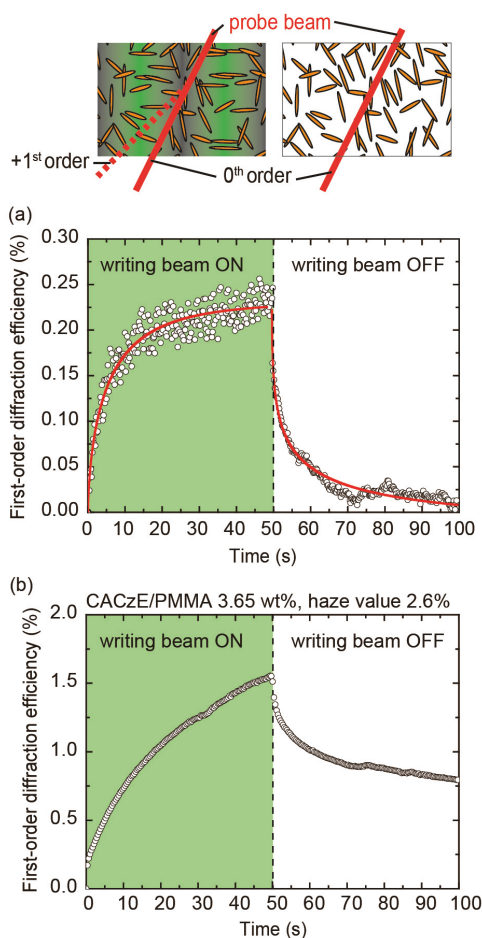 probe beam
+1st order
0th order
(a)
First-order diffraction efficiency (%)
0.30
0.25
0.20
0.15
0.10
0.05
0.00
writing beam ON
writing beam OFF
0 10 20 30 40 50 60 70 80 90 100
Time (s)
(b)
CACzE/PMMA 3.65 wt%, haze value 2.6%
First-order diffraction efficiency (%)
2.0
1.5
1.0
0.5
0.0
writing beam ON
writing beam OFF
0 10 20 30 40 50 60 70 80 90 100
Time (s)